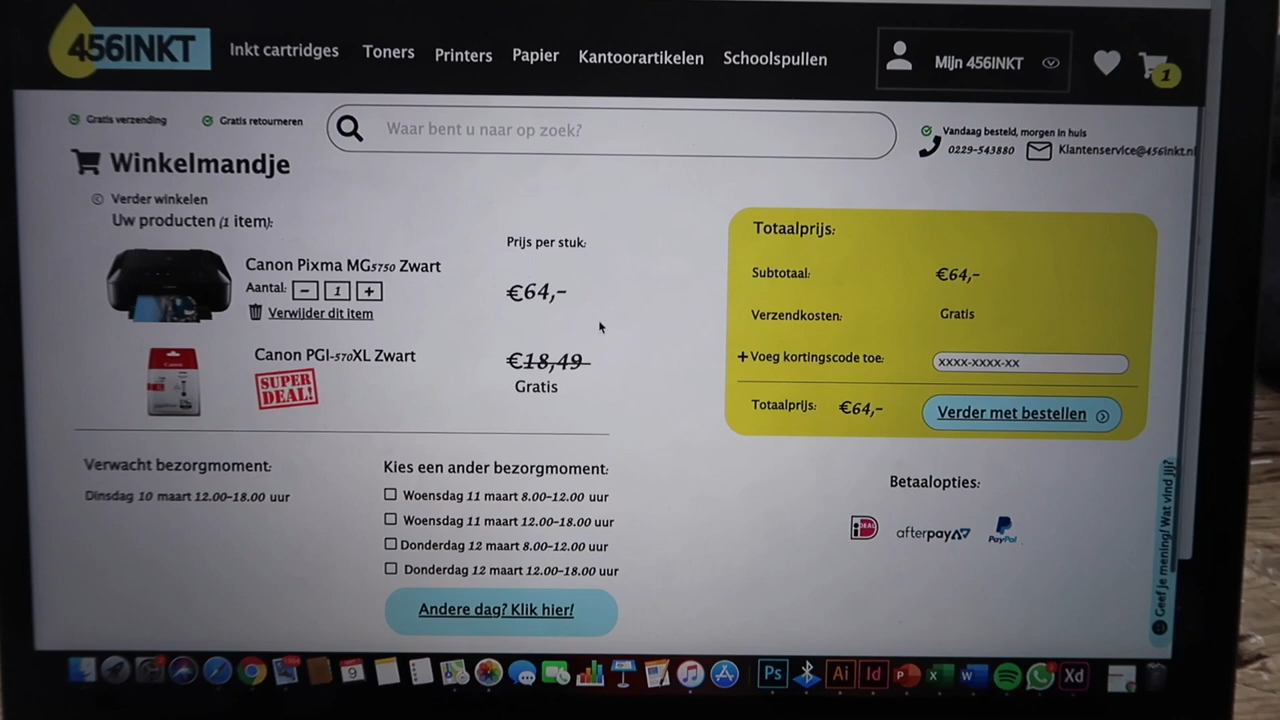 456INKT
Inkt cartridges Toners Printers Papier Kantoorartikelen Schoolspullen
Mijn 456INKT
1
Gratis verzending Gratis retourneren
Waar bent u naar op zoek?
Vandaag besteld, morgen in huis
0229-543880 Klantenservice@456inkt.nl
Winkelmandje
Verder winkelen
Uw producten (1 item):
Prijs per stuk:
Canon Pixma MG5750 Zwart
Aantal: - 1 +
€64,-
Verwijder dit item
Canon PGI-570XL Zwart
€18,49
SUPER
DEAL!
Gratis
Canon
Totaalprijs:
Subtotaal: €64,-
Verzendkosten: Gratis
+Voeg kortingscode toe: xxxx-xxxx-xx
Totaalprijs: €64,- Verder met bestellen
Verwacht bezorgmoment:
Dinsdag 10 maart 12.00-18.00 uur
Kies een ander bezorgmoment:
Woensdag 11 maart 8.00-12.00 uur
Woensdag 11 maart 12.00-18.00 uur
Donderdag 12 maart 8.00-12.00 uur
Donderdag 12 maart 12.00-18.00 uur
Andere dag? Klik hier!
Betaalopties:
iDEAL afterpay PayPal
Geef je mening! Wat vind jij?
9 Ps Ai Id P X W Xd